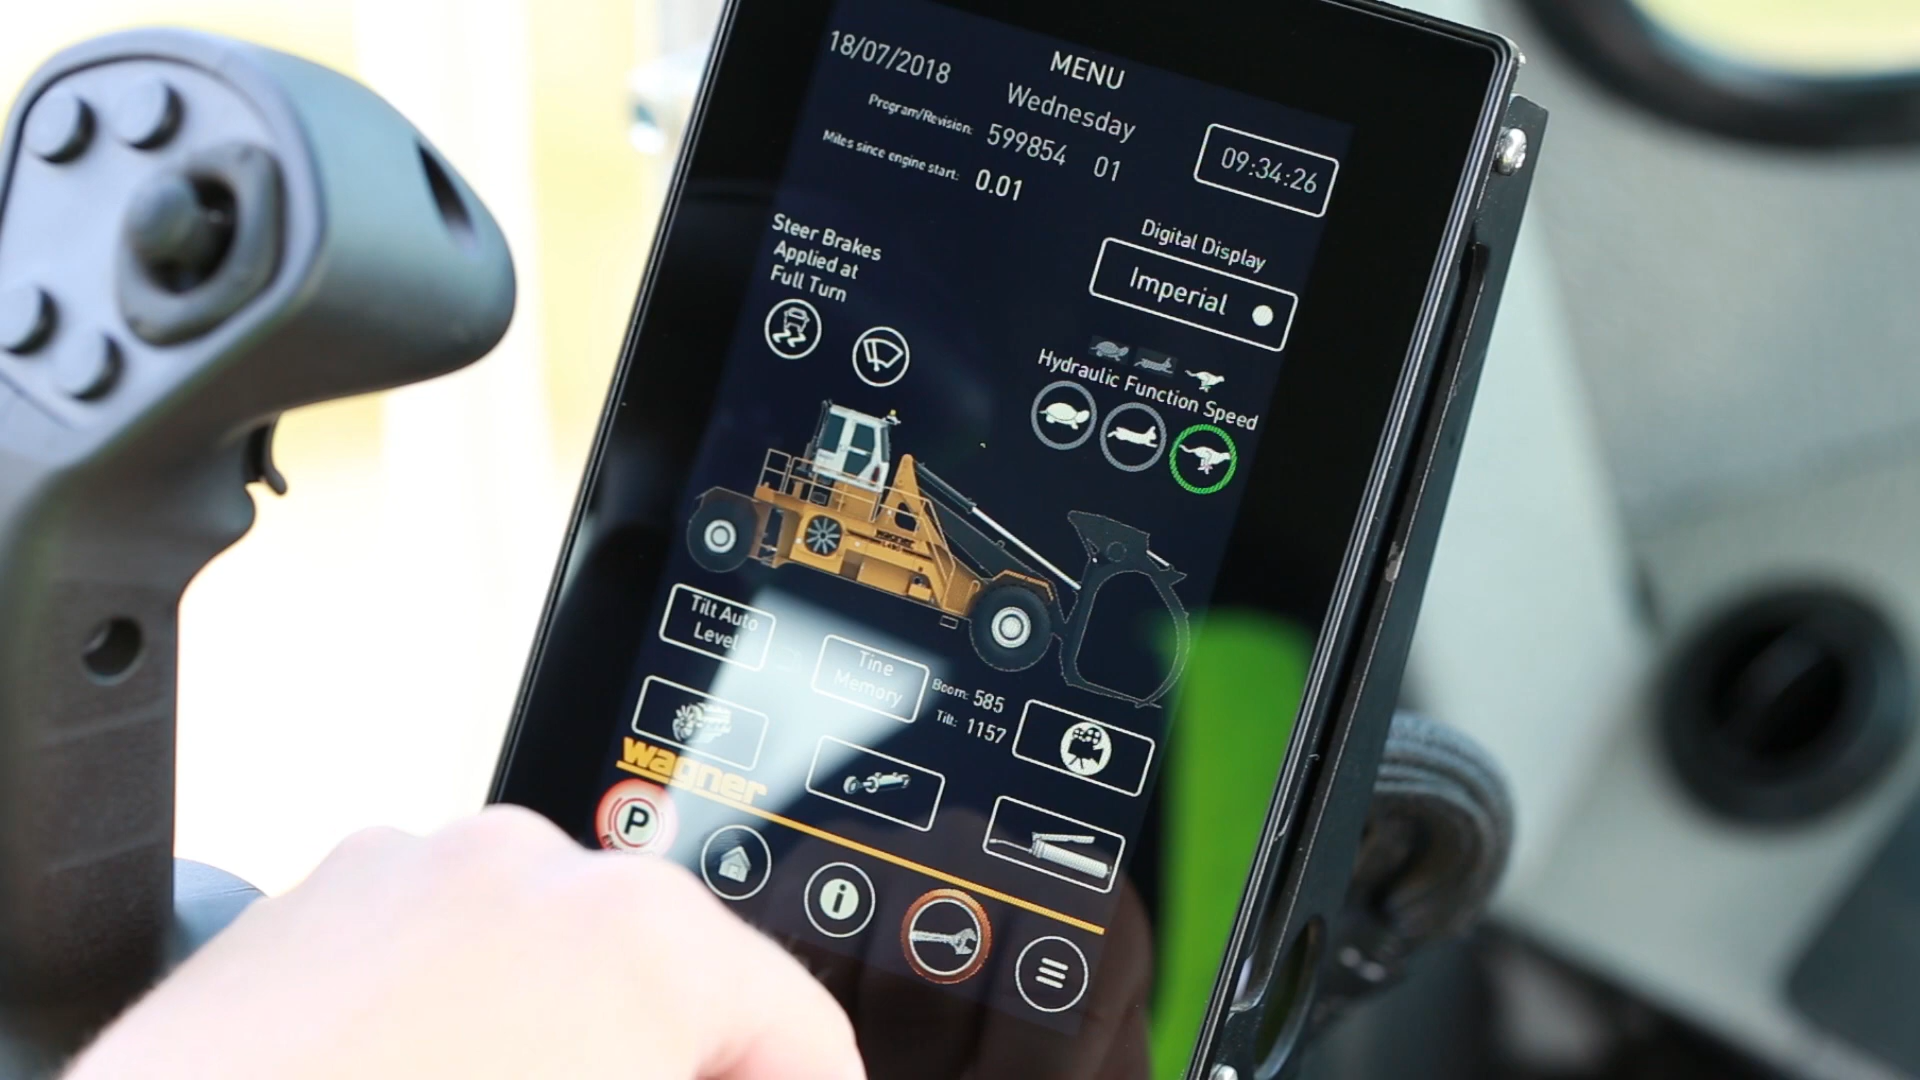 MENU
18/07/2018
Wednesday
Program/Revision: 599854 01
09:34:26
Miles since engine start: 0.01
Digital Display
Imperial
Steer Brakes
Applied at
Full Turn
Hydraulic Function Speed
Tilt Auto
Level
Tine
Memory
Boom: 585
Tilt: 1157
wagner
P
i